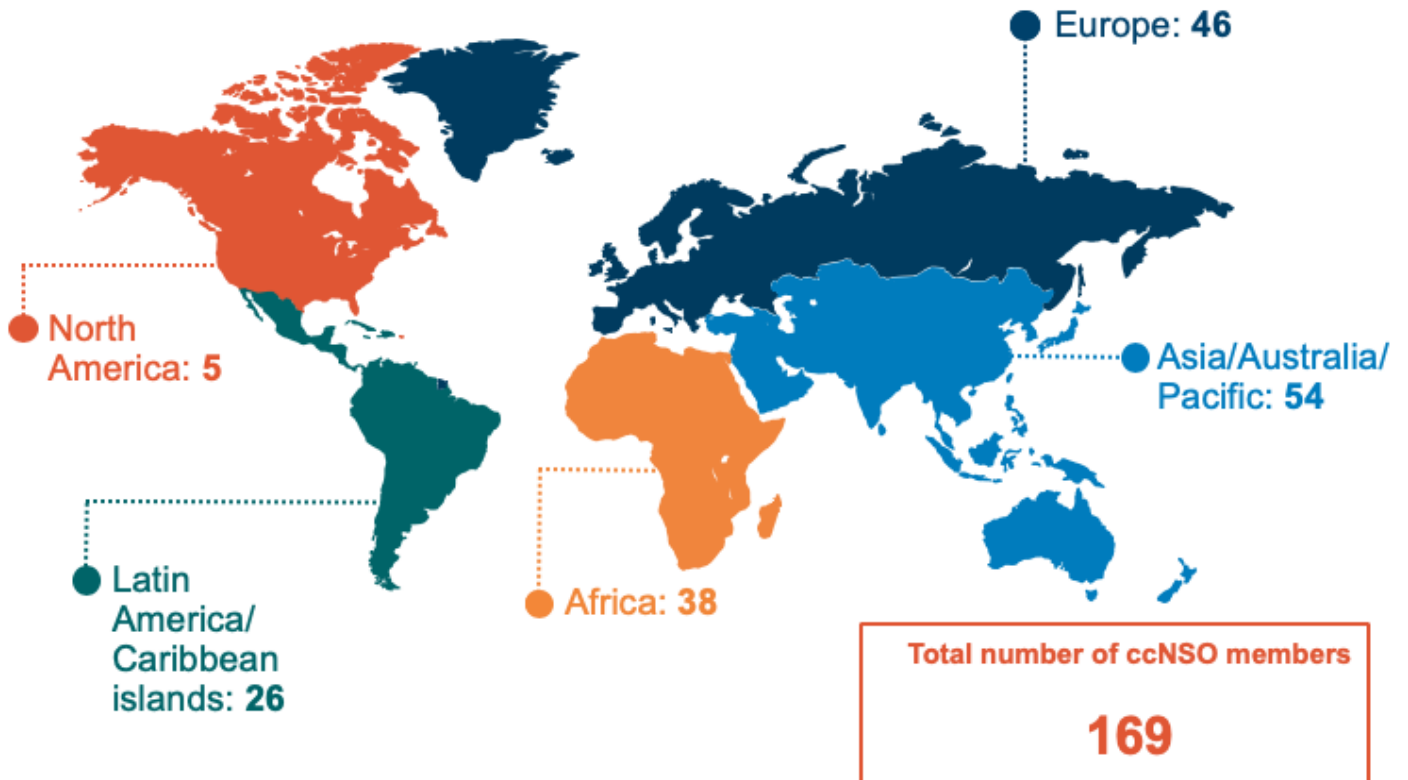 Europe: 46
North
America: 5
Asia/Australia/
Pacific: 54
Latin
America/
Caribbean
islands: 26
Africa: 38
Total number of ccNSO members
169